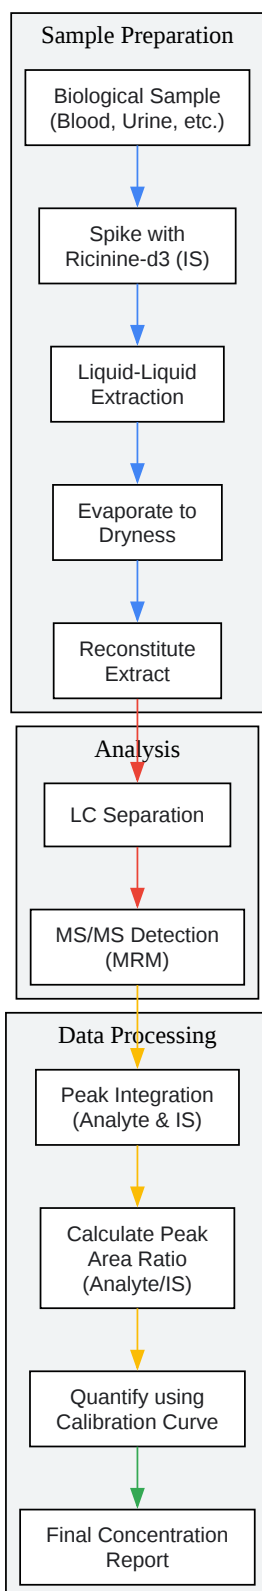 Sample Preparation
Biological Sample
(Blood, Urine, etc.)
Spike with
Ricinine-d3 (IS)
Liquid-Liquid
Extraction
Evaporate to
Dryness
Reconstitute
Extract
Analysis
LC Separation
MS/MS Detection
(MRM)
Data Processing
Peak Integration
(Analyte & IS)
Calculate Peak
Area Ratio
(Analyte/IS)
Quantify using
Calibration Curve
Final Concentration
Report